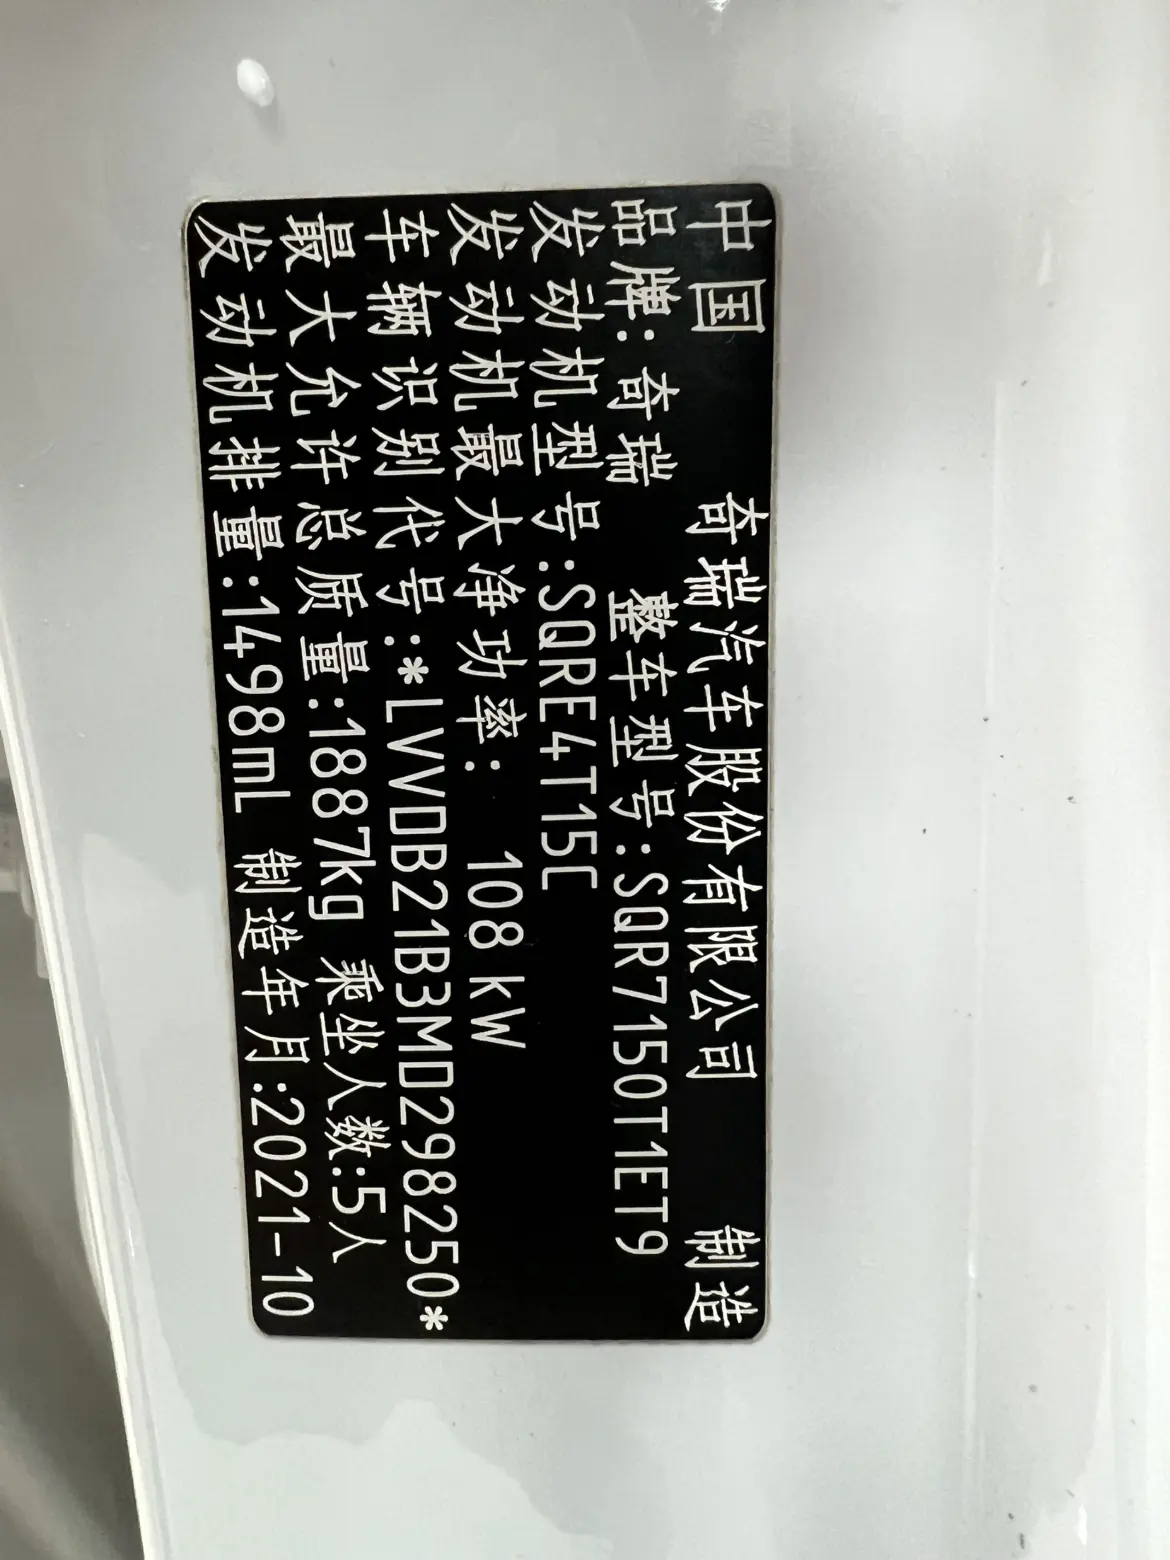 中国 奇瑞汽车股份有限公司 制造
品牌:奇瑞 整车型号:SQR7150T1ET9
发动机型号:SQRE4T15C
发动机最大净功率: 108 kW
车辆识别代号:*LVVDB21B3MD298250*
最大允许总质量:1887kg 乘坐人数:5人
发动机排量:1498mL 制造年月:2021-10